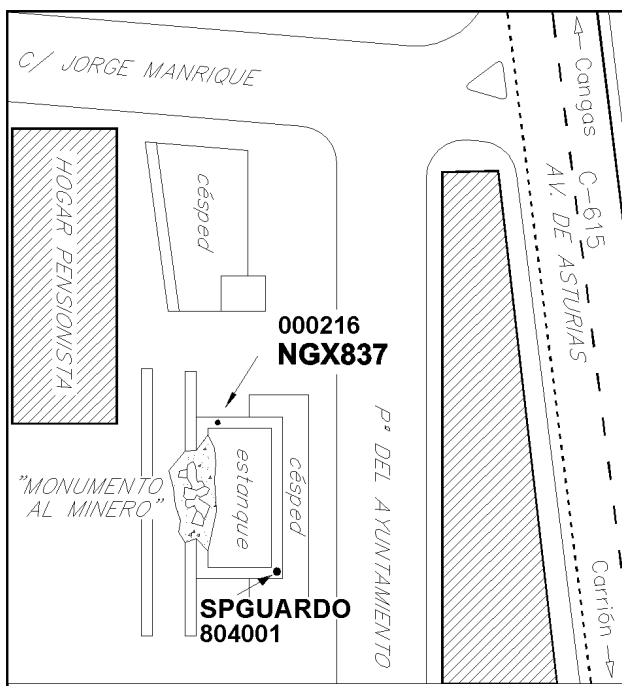 C/ JORGE MANRIQUE
Cangas
C-615
AV. DE ASTURIAS
HOGAR PENSIONISTA
césped
000216
NGX837
"MONUMENTO
AL MINERO"
estanque
césped
Pº DEL AYUNTAMIENTO
SPGUARDO
804001
Carrión